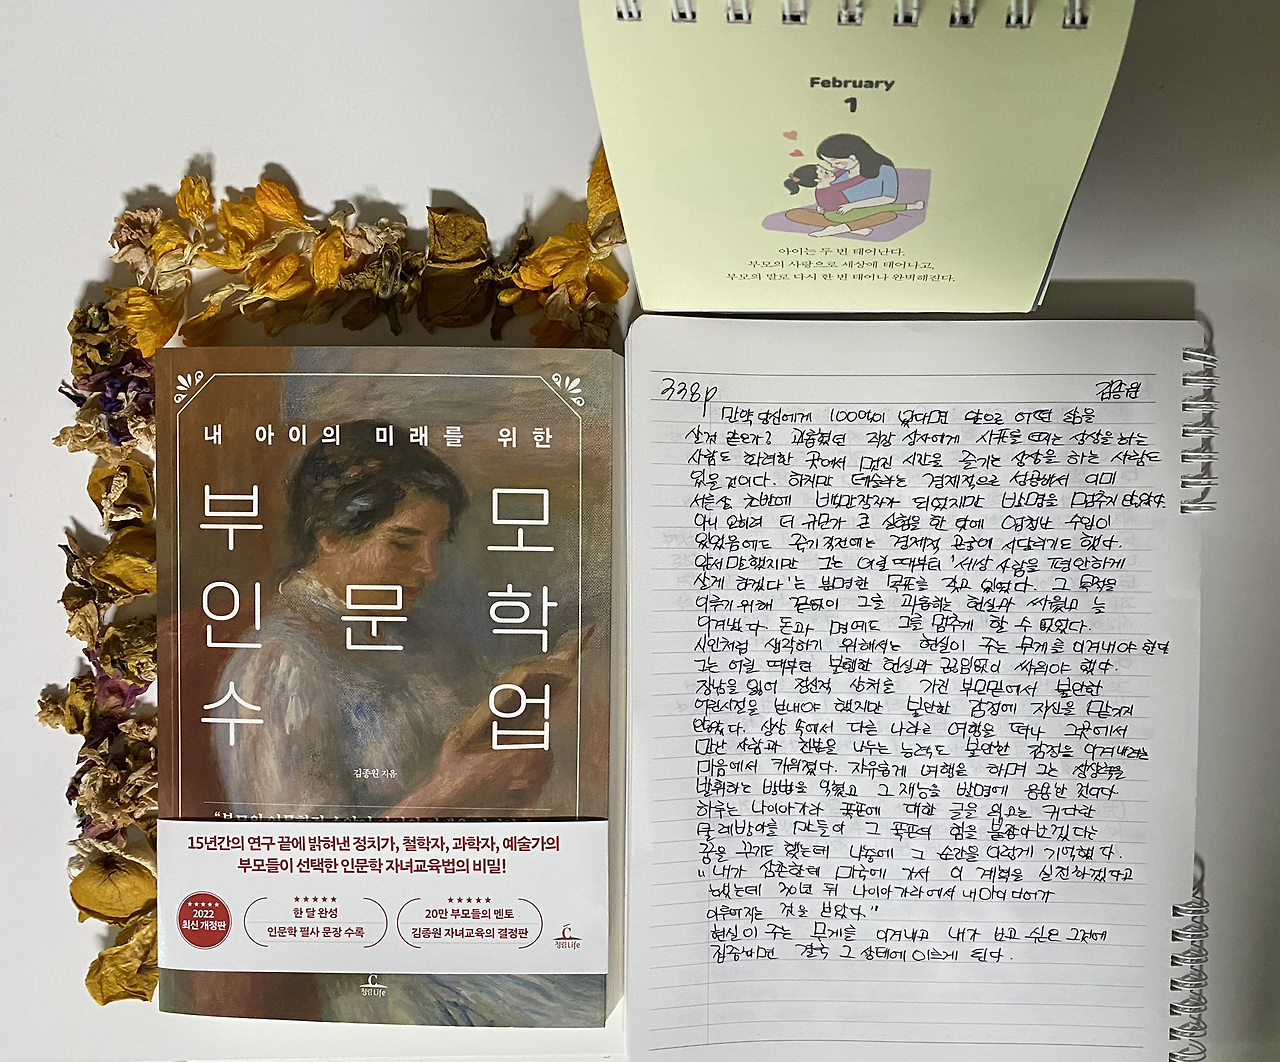 February
1
아이는 두 번 태어난다.
부모의 사랑으로 세상에 태어나고,
부모의 말로 다시 한 번 태어나 완벽해진다.
내 아이의 미래를 위한
부모
인문학
수업
김종원 지음
15년간의 연구 끝에 밝혀낸 정치가, 철학자, 과학자, 예술가의
부모들이 선택한 인문학 자녀교육법의 비밀!
★★★★★
2022
최신 개정판
★★★★★
한 달 완성
인문학 필사 문장 수록
★★★★★
20만 부모들의 멘토
김종원 자녀교육의 결정판
청림Life
청림Life
338p 김종원
만약 당신에게 100억이 있다면 앞으로 어떤 삶을
살게 될까? 괴롭혔던 직장 상사에게 사표를 던지는 상상을 하는
사람도 화려한 곳에서 멋진 시간을 즐기는 상상을 하는 사람도
있을 것이다. 하지만 테슬라는 경제적으로 성공해서 이미
서른살 초반에 백만장자가 되었지만 발명을 멈추지 않았다.
아니 오히려 더 규모가 큰 실험을 한 탓에 엄청난 수입이
있었음에도 죽기 직전에는 경제적 곤궁에 시달리기도 했다.
앞서 말했지만 그는 어릴 때부터 '세상 사람을 편안하게
살게 하겠다'는 분명한 목표를 갖고 있었다. 그 목적을
이루기 위해 끝없이 그를 괴롭히는 현실과 싸웠고 늘
이겨냈다. 돈과 명예도 그를 멈추게 할 수 없었다.
시인처럼 생각하기 위해서는 현실이 주는 무게를 이겨내야 한다
그는 어릴 때부터 불행한 현실과 끊임없이 싸워야 했다.
장남을 잃어 정신적 상처를 가진 부모밑에서 불안한
어린시절을 보내야 했지만 불안한 감정에 자신을 맡기지
않았다. 상상 속에서 다른 나라로 여행을 떠나 그곳에서
만난 사람과 친분을 나누는 능력도 불안한 감정을 이겨내려는
마음에서 키워졌다. 자유롭게 여행을 하며 그는 상상력을
발휘하는 방법을 익혔고 그 재능을 발명에 응용한 것이다
하루는 나이아가라 폭포에 대한 글을 읽고는 커다란
물레방아를 만들어 그 폭포의 힘을 붙잡아보겠다는
꿈을 꾸기도 했는데 나중에 그 순간을 이렇게 기억했다.
"내가 삼촌한테 미국에 가서 이 계획을 실천하겠다고
했는데 30년 뒤 나이아가라에서 내 아이디어가
이루어지는 것을 보았다"
현실이 주는 무게를 이겨내고 내가 보고 싶은 그것에
집중하면 결국 그 상태에 이르게 된다.